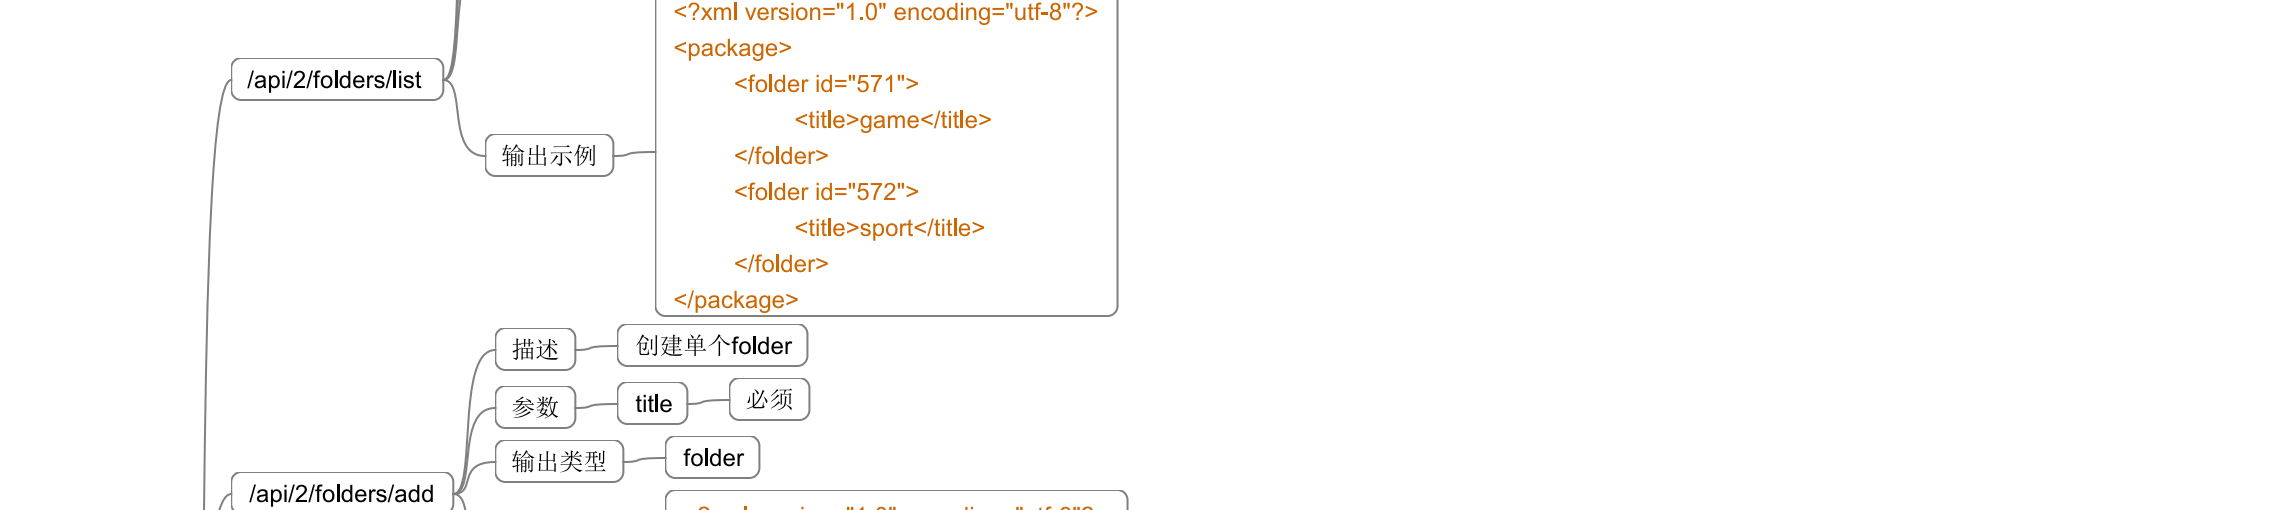 <?xml version="1.0" encoding="utf-8"?>
<package>
<folder id="571">
<title>game</title>
</folder>
<folder id="572">
<title>sport</title>
</folder>
</package>
/api/2/folders/list
输出示例
描述
创建单个folder
参数
title
必须
输出类型
folder
/api/2/folders/add